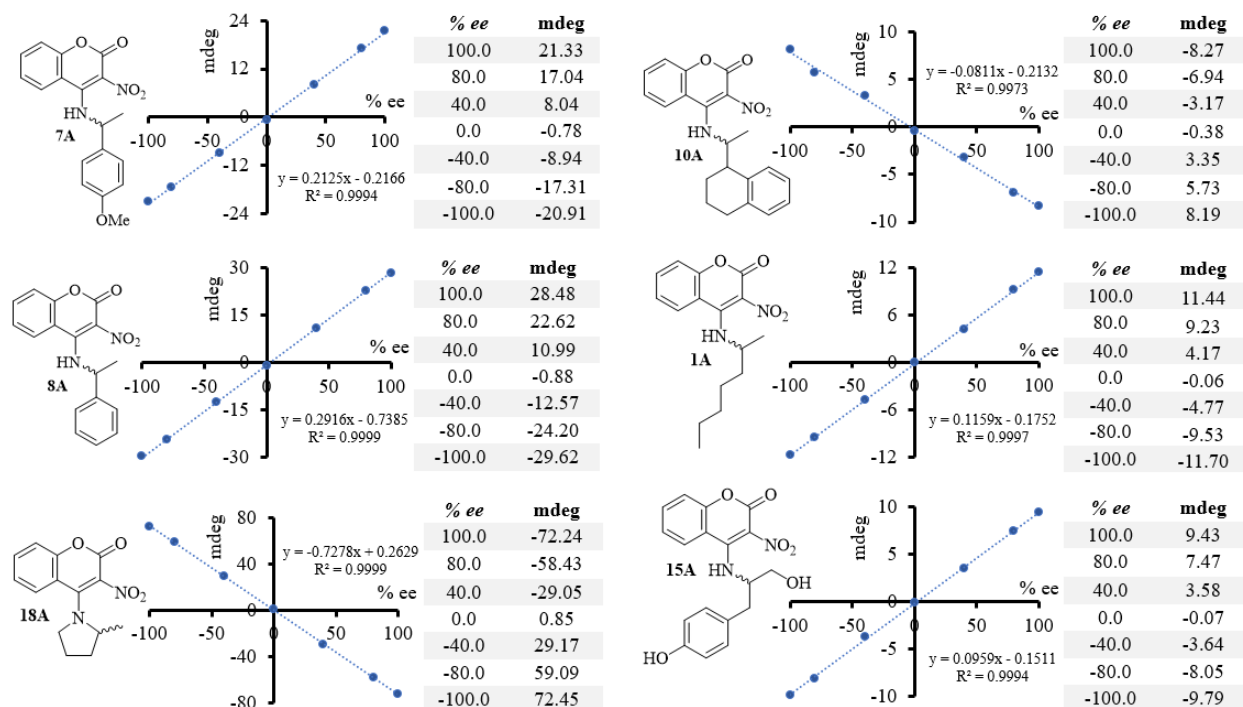 O
O
NO₂
HN
7A
OMe
mdeg
24
12
0
-12
-24
-100
-50
0
50
100
% ee
y = 0.2125x - 0.2166
R² = 0.9994
% ee mdeg
100.0 21.33
80.0 17.04
40.0 8.04
0.0 -0.78
-40.0 -8.94
-80.0 -17.31
-100.0 -20.91
O
O
NO₂
HN
10A
mdeg
10
5
0
-5
-10
-100
-50
0
50
100
% ee
y = -0.0811x - 0.2132
R² = 0.9973
% ee mdeg
100.0 -8.27
80.0 -6.94
40.0 -3.17
0.0 -0.38
-40.0 3.35
-80.0 5.73
-100.0 8.19
O
O
NO₂
HN
8A
mdeg
30
15
0
-15
-30
-100
-50
0
50
100
% ee
y = 0.2916x - 0.7385
R² = 0.9999
% ee mdeg
100.0 28.48
80.0 22.62
40.0 10.99
0.0 -0.88
-40.0 -12.57
-80.0 -24.20
-100.0 -29.62
O
O
NO₂
HN
1A
mdeg
12
6
0
-6
-12
-100
-50
0
50
100
% ee
y = 0.1159x - 0.1752
R² = 0.9997
% ee mdeg
100.0 11.44
80.0 9.23
40.0 4.17
0.0 -0.06
-40.0 -4.77
-80.0 -9.53
-100.0 -11.70
O
O
NO₂
N
18A
mdeg
80
40
0
-40
-80
-100
-50
0
50
100
% ee
y = -0.7278x + 0.2629
R² = 0.9999
% ee mdeg
100.0 -72.24
80.0 -58.43
40.0 -29.05
0.0 0.85
-40.0 29.17
-80.0 59.09
-100.0 72.45
O
O
NO₂
HN
OH
15A
HO
mdeg
10
5
0
-5
-10
-100
-50
0
50
100
% ee
y = 0.0959x - 0.1511
R² = 0.9994
% ee mdeg
100.0 9.43
80.0 7.47
40.0 3.58
0.0 -0.07
-40.0 -3.64
-80.0 -8.05
-100.0 -9.79